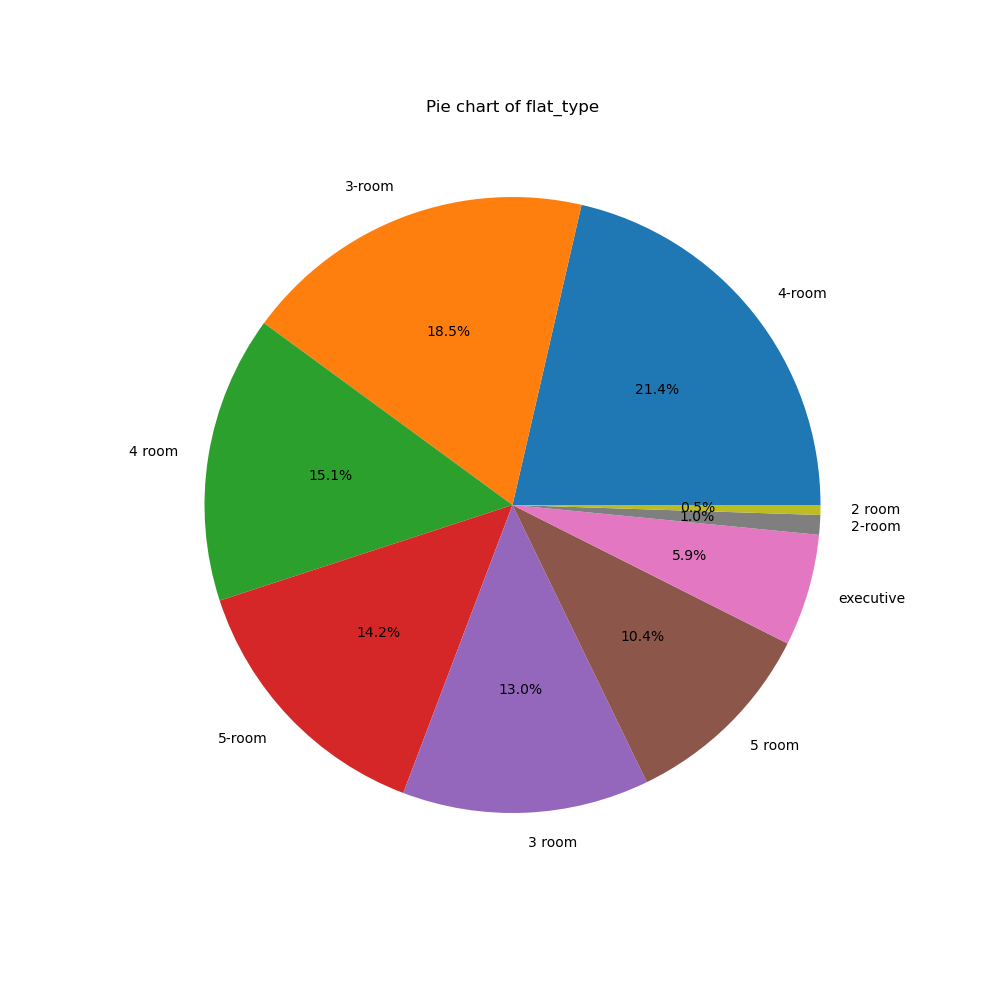 Pie chart of flat_type
3-room
4-room
18.5%
21.4%
4 room
15.1%
0.5%
2 room
1.0%
2-room
5.9%
executive
14.2%
10.4%
13.0%
5-room
5 room
3 room